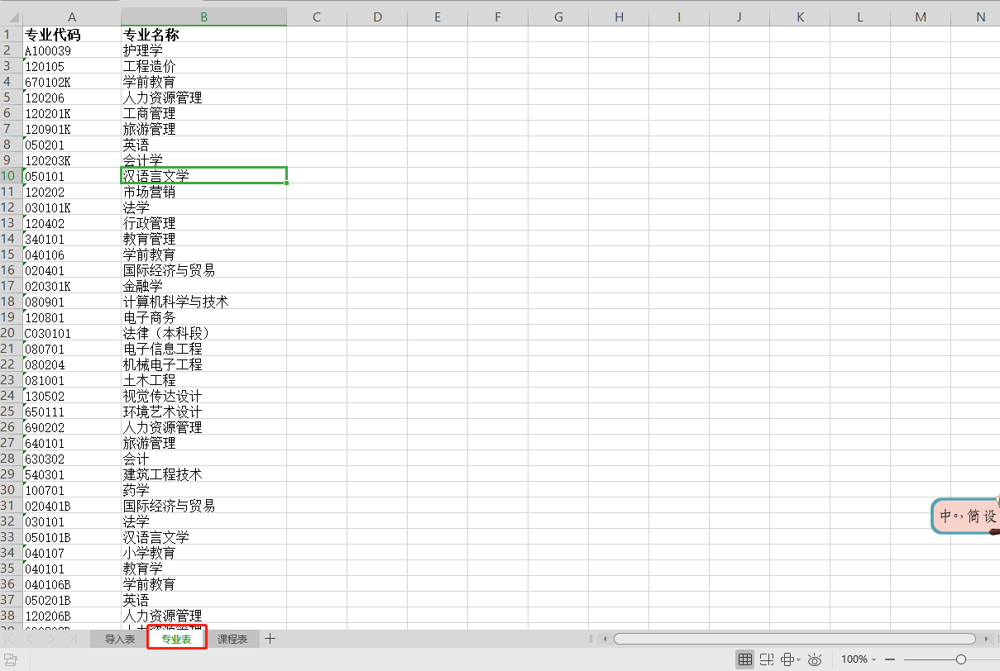 A B C D E F G H I J K L M N
1 专业代码 专业名称
2 A100039 护理学
3 120105 工程造价
4 670102K 学前教育
5 120206 人力资源管理
6 120201K 工商管理
7 120901K 旅游管理
8 050201 英语
9 120203K 会计学
10 050101 汉语言文学
11 120202 市场营销
12 030101K 法学
13 120402 行政管理
14 340101 教育管理
15 040106 学前教育
16 020401 国际经济与贸易
17 020301K 金融学
18 080901 计算机科学与技术
19 120801 电子商务
20 C030101 法律（本科段）
21 080701 电子信息工程
22 080204 机械电子工程
23 081001 土木工程
24 130502 视觉传达设计
25 650111 环境艺术设计
26 690202 人力资源管理
27 640101 旅游管理
28 630302 会计
29 540301 建筑工程技术
30 100701 药学
31 020401B 国际经济与贸易
32 030101 法学
33 050101B 汉语言文学
34 040107 小学教育
35 040101 教育学
36 040106B 学前教育
37 050201B 英语
38 120206B 人力资源管理
中 简 设
导入表 专业表 课程表
100%